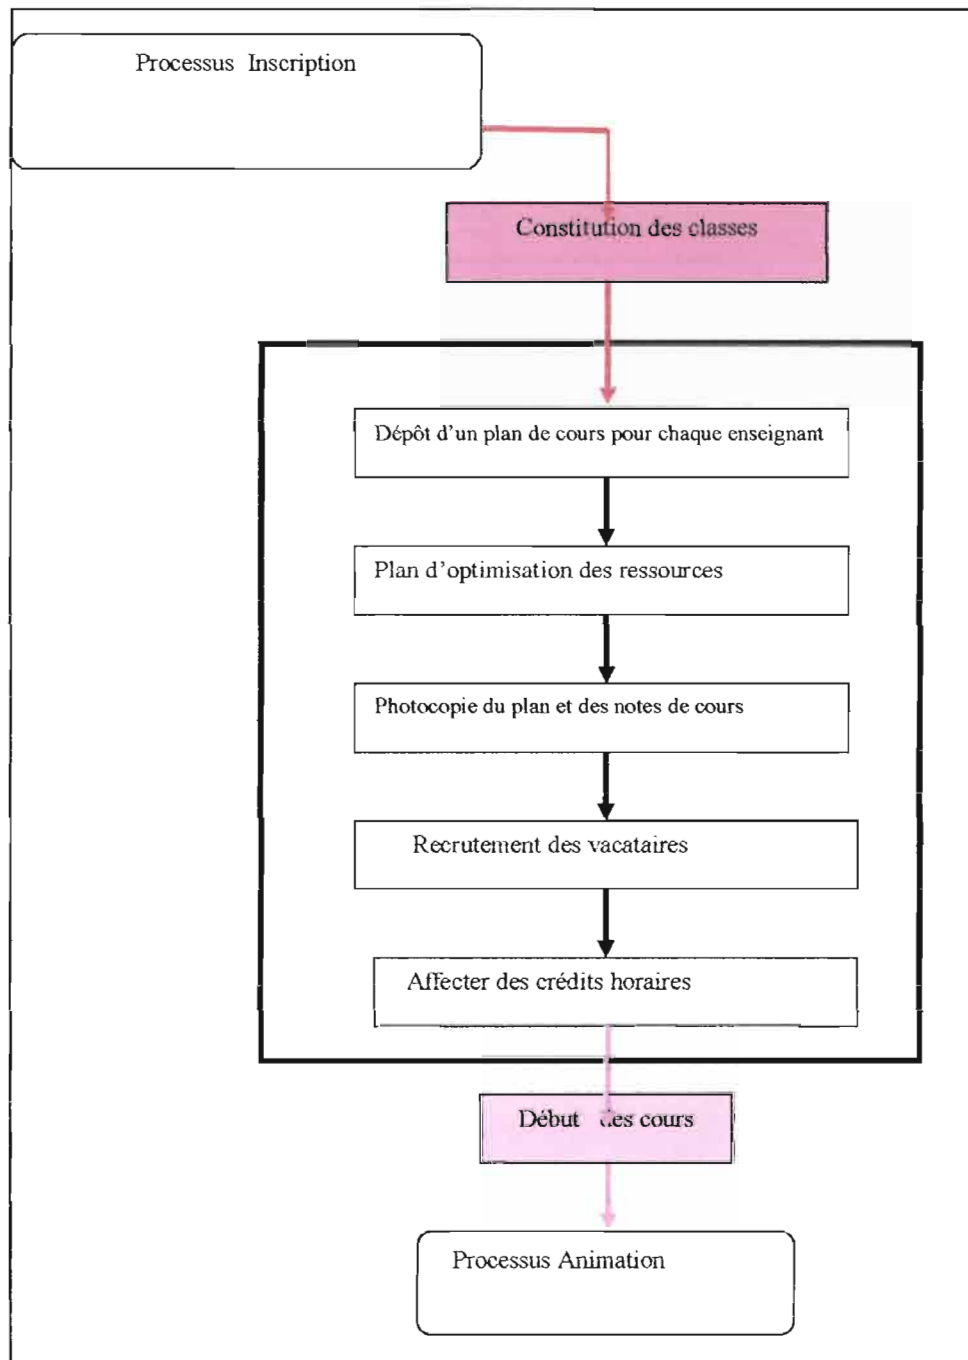 Processus Inscription
Constitution des classes
Dépôt d'un plan de cours pour chaque enseignant
Plan d'optimisation des ressources
Photocopie du plan et des notes de cours
Recrutement des vacataires
Affecter des crédits horaires
Début des cours
Processus Animation